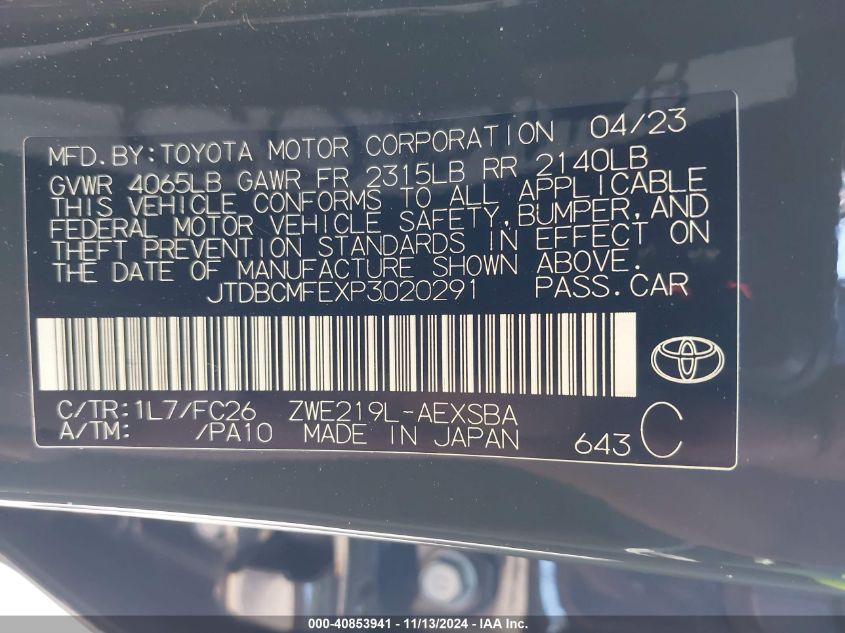 MFD.BY:TOYOTA MOTOR CORPORATION 04/23
GVWR 4065LB GAWR FR 2315LB RR 2140LB
THIS VEHICLE CONFORMS TO ALL APPLICABLE
FEDERAL MOTOR VEHICLE SAFETY,BUMPER,AND
THEFT PREVENTION STANDARDS IN EFFECT ON
THE DATE OF MANUFACTURE SHOWN ABOVE.
JTDBCMFEXP3020291 PASS.CAR
C/TR:1L7/FC26 ZWE219L-AEXSBA
A/TM: /PA10 MADE IN JAPAN 643 C
000-40853941 - 11/13/2024 - IAA Inc.